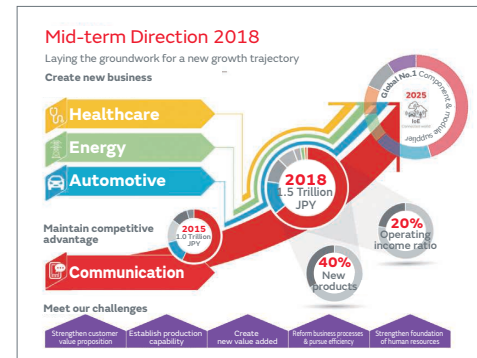 Mid-term Direction 2018
Laying the groundwork for a new growth trajectory
Create new business
Healthcare
Energy
Automotive
Maintain competitive
advantage
Communication
2015
1.0 Trillion
JPY
2018
1.5 Trillion
JPY
Global No.1 Component & module supplier
2025
IoE
40%
New
products
20%
Operating
income ratio
Meet our challenges
Strengthen customer
value proposition
Establish production
capability
Create
new value added
Reform business processes
& pursue efficiency
Strengthen foundation
of human resources